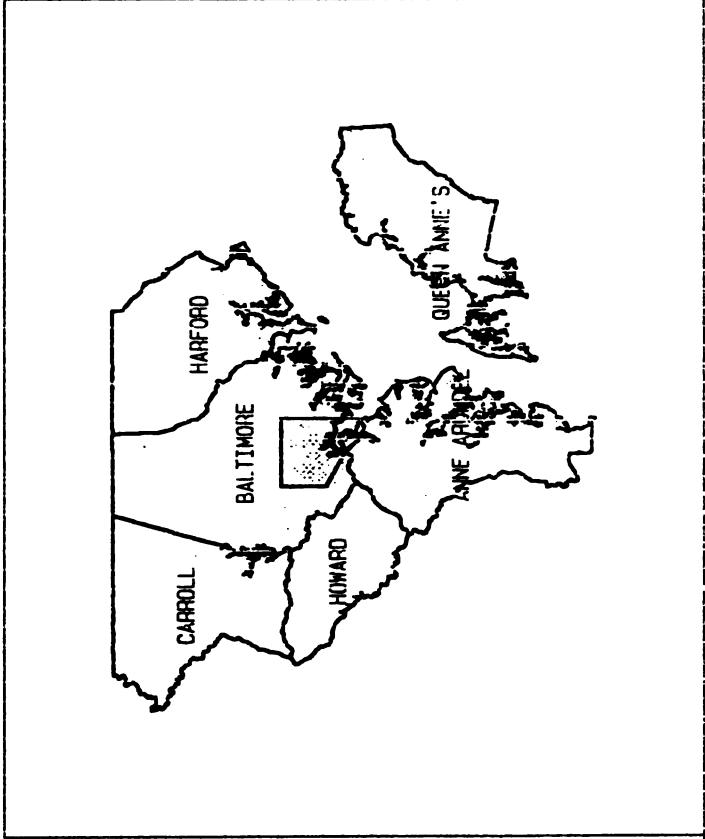 HARFORD
BALTIMORE
CARROLL
HOWARD
ANNE ARUNDEL
QUEEN ANNE'S